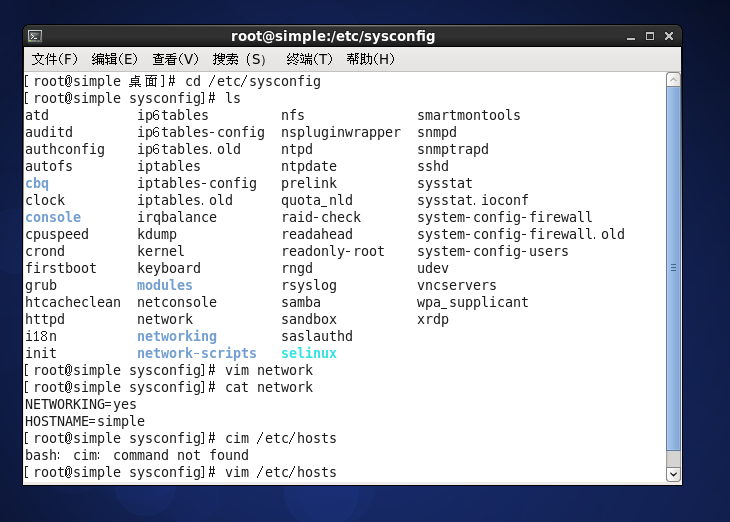 root@simple:/etc/sysconfig
文件(F) 编辑(E) 查看(V) 搜索 (S) 终端(T) 帮助(H)
[root@simple 桌面]# cd /etc/sysconfig
[root@simple sysconfig]# ls
atd ip6tables nfs smartmontools
auditd ip6tables-config nspluginwrapper snmpd
authconfig ip6tables.old ntpd snmptrapd
autofs iptables ntpdate sshd
cbq iptables-config prelink sysstat
clock iptables.old quota_nld sysstat.ioconf
console irqbalance raid-check system-config-firewall
cpuspeed kdump readahead system-config-firewall.old
crond kernel readonly-root system-config-users
firstboot keyboard rngd udev
grub modules rsyslog vncservers
htcacheclean netconsole samba wpa_supplicant
httpd network sandbox xrdp
i18n networking saslauthd
init network-scripts selinux
[root@simple sysconfig]# vim network
[root@simple sysconfig]# cat network
NETWORKING=yes
HOSTNAME=simple
[root@simple sysconfig]# cim /etc/hosts
bash: cim: command not found
[root@simple sysconfig]# vim /etc/hosts